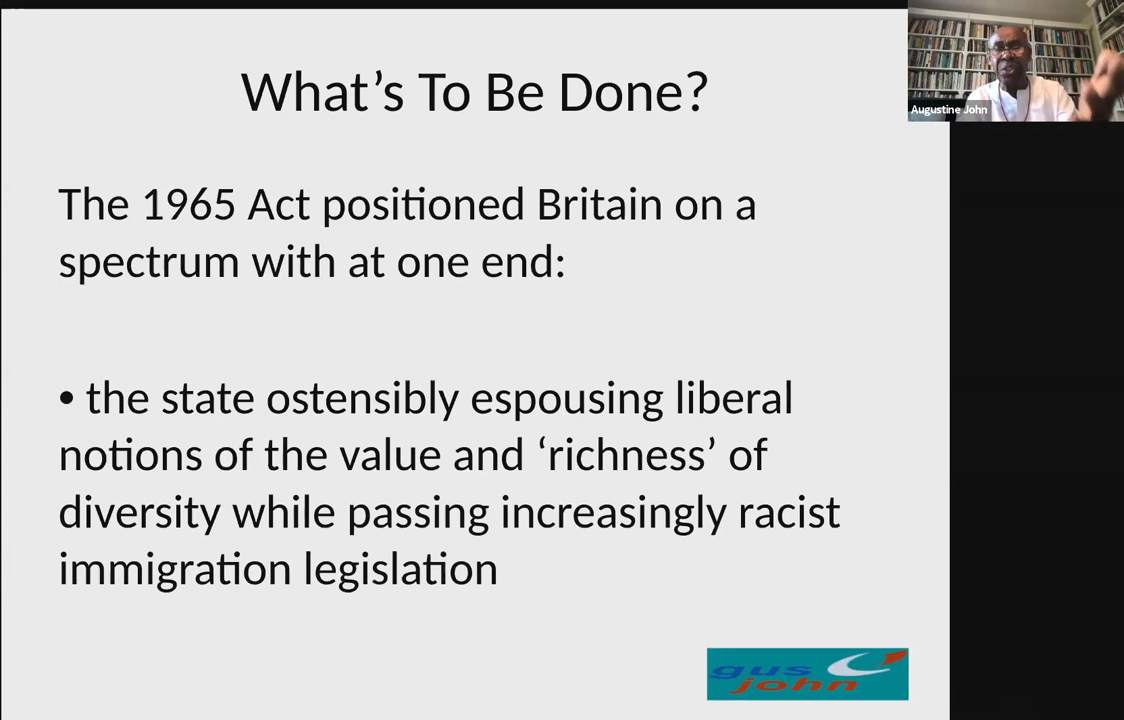 What’s To Be Done?
Augustine John
The 1965 Act positioned Britain on a
spectrum with at one end:
• the state ostensibly espousing liberal
notions of the value and ‘richness’ of
diversity while passing increasingly racist
immigration legislation
gus
john